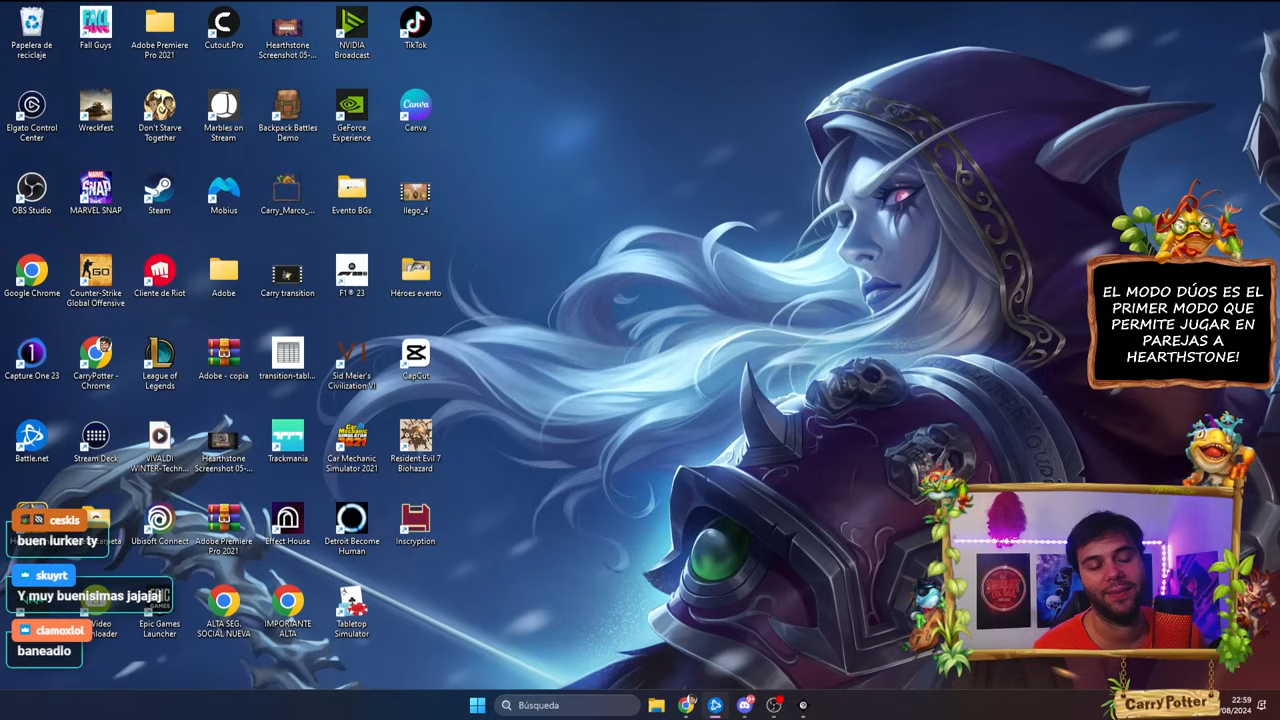 Papelera de
reciclaje
Fall Guys
Adobe Premiere
Pro 2021
Cutout.Pro
Hearthstone
Screenshot 05-...
NVIDIA
Broadcast
TikTok
Elgato Control
Center
Wreckfest
Don't Starve
Together
Marbles on
Stream
Backpack Battles
Demo
GeForce
Experience
Canva
OBS Studio
MARVEL SNAP
Steam
Mobius
Carry_Marco_...
Evento BGs
llego_4
Google Chrome
Counter-Strike
Global Offensive
Cliente de Riot
Adobe
Carry transition
F1® 23
Héroes evento
Capture One 23
CarryPotter -
Chrome
League of
Legends
Adobe - copia
transition-tabl...
Sid Meier's
Civilization VI
CapCut
Battle.net
Stream Deck
VIVALDI
WINTER-Techn...
Hearthstone
Screenshot 05-...
Trackmania
Car Mechanic
Simulator 2021
Resident Evil 7
Biohazard
Ubisoft Connect
Adobe Premiere
Pro 2021
Effect House
Detroit Become
Human
Inscryption
Epic Games
Launcher
ALTA SEG.
SOCIAL NUEVA
IMPORTANTE
ALTA
Tabletop
Simulator
ceskis
buen lurker ty
skuyrt
Y muy buenisimas jajajaj
clamoxlol
baneadio
EL MODO DÚOS ES EL
PRIMER MODO QUE
PERMITE JUGAR EN
PAREJAS A
HEARTHSTONE!
CarryPotter
Búsqueda
22:59
/08/2024